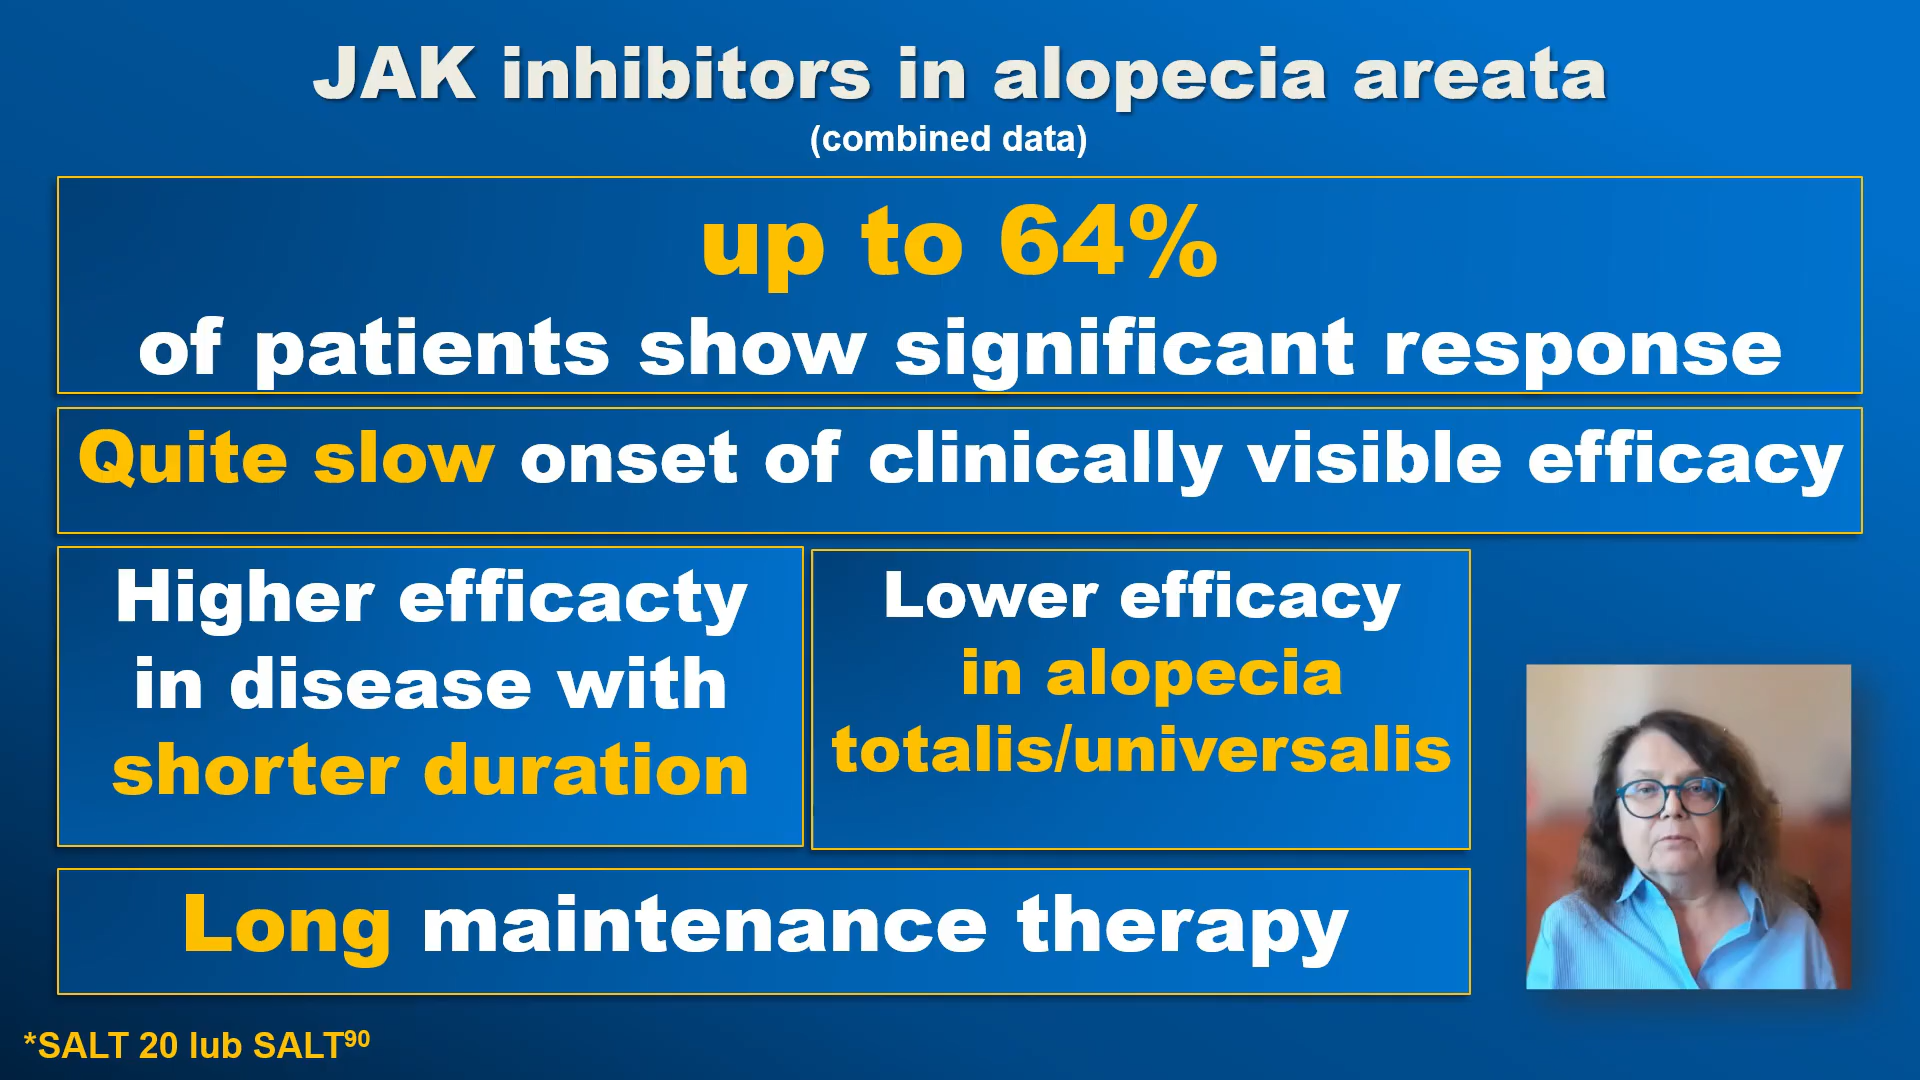 JAK inhibitors in alopecia areata
(combined data)
up to 64%
of patients show significant response
Quite slow onset of clinically visible efficacy
Higher efficacty
in disease with
shorter duration
Lower efficacy
in alopecia
totalis/universalis
Long maintenance therapy
*SALT 20 lub SALT⁹⁰